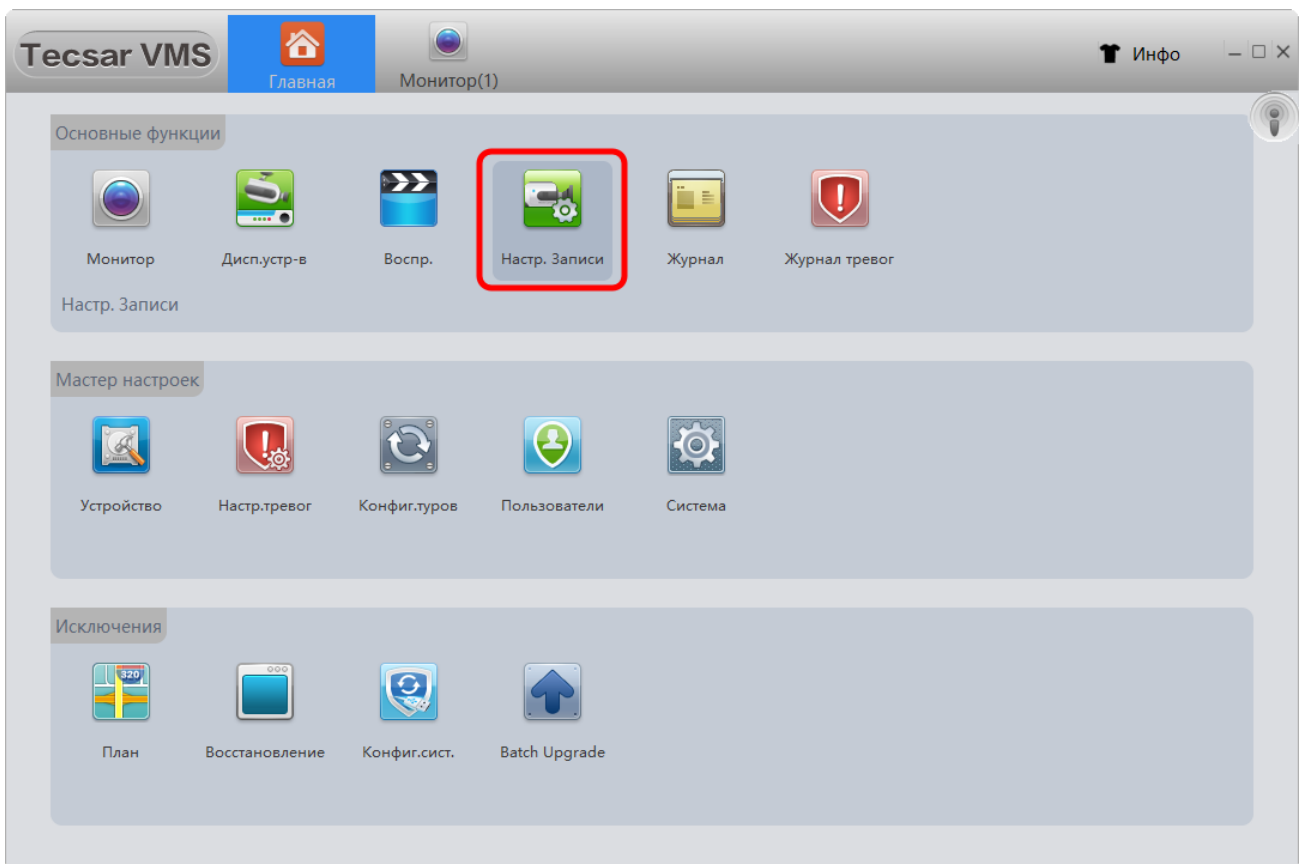 Tecsar VMS
Главная
Монитор(1)
Инфо
Основные функции
Монитор
Дисп.устр-в
Воспр.
Настр. Записи
Журнал
Журнал тревог
Настр. Записи
Мастер настроек
Устройство
Настр.тревог
Конфиг.туров
Пользователи
Система
Исключения
320
План
Восстановление
Конфиг.сист.
Batch Upgrade